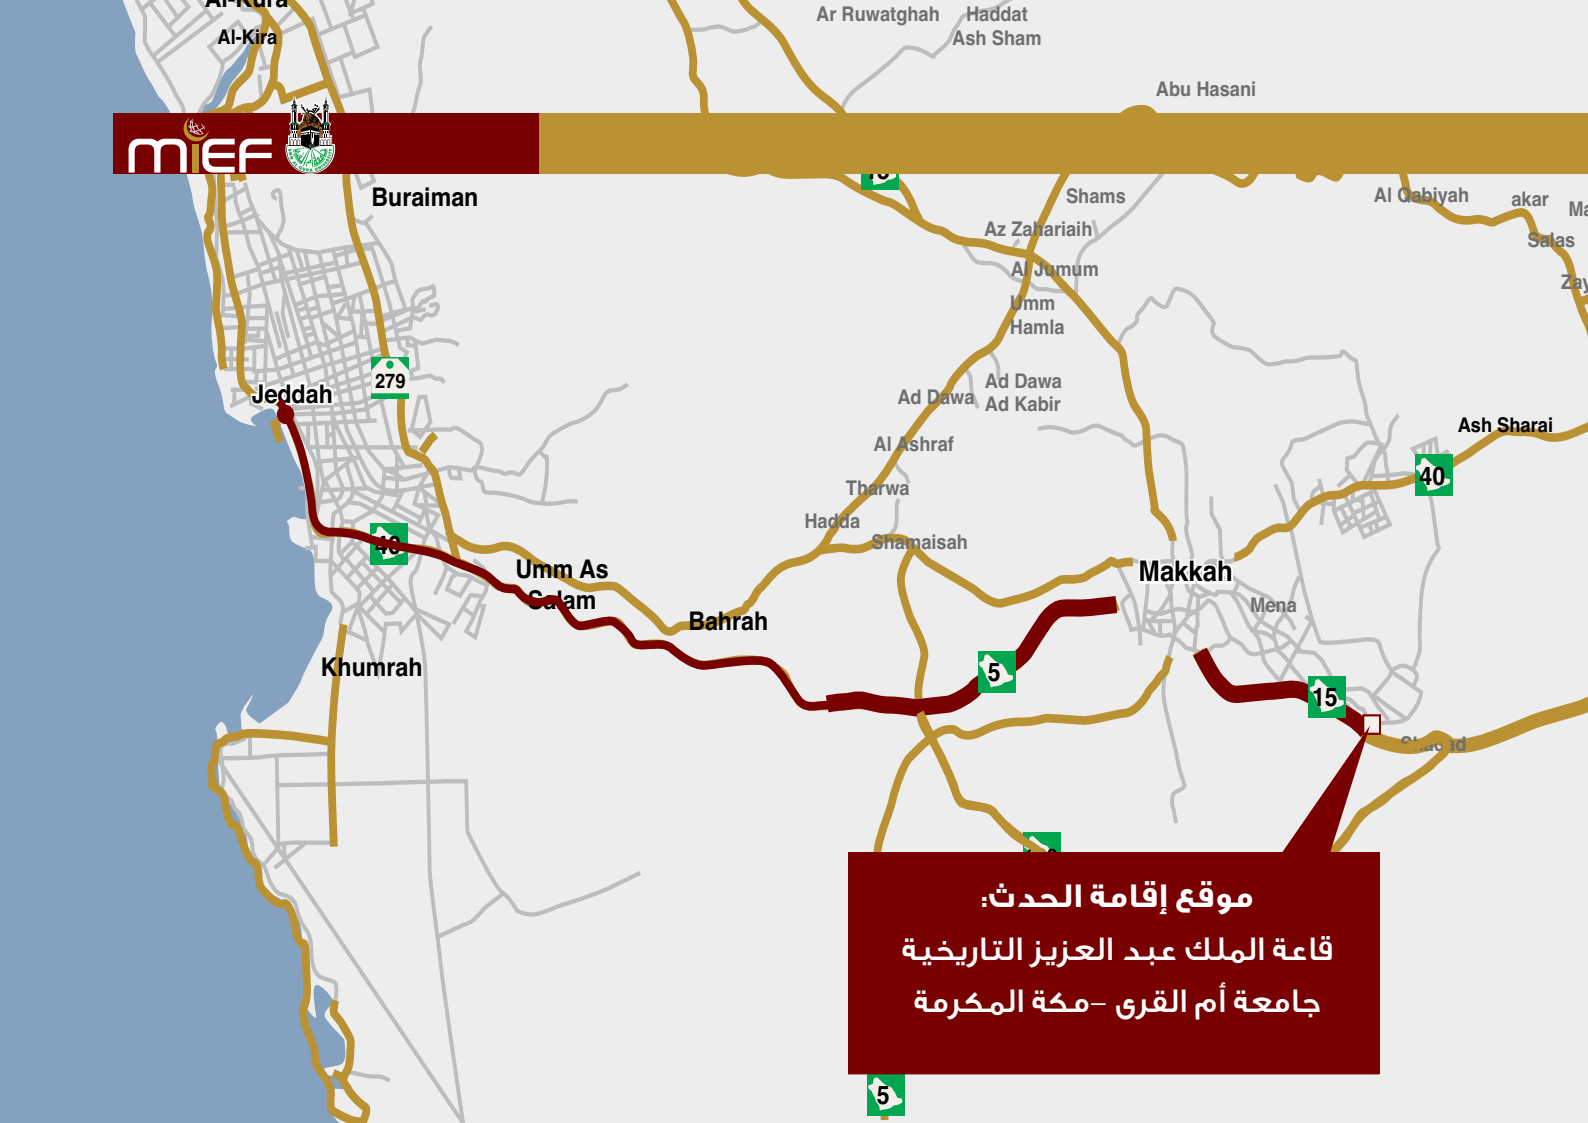 Al-Kura
Al-Kira
Ar Ruwatghah
Haddat
Ash Sham
Abu Hasani
MiEF
Buraiman
Shams
Az Zahariaih
Al Jumum
Umm
Hamla
Al Qabiyah
akar
Salas
279
Jeddah
Ad Dawa
Ad Dawa
Ad Kabir
Al Ashraf
Ash Sharai
40
Tharwa
Hadda
Shamaisah
40
Umm As
Salam
Makkah
Mena
Bahrah
Khumrah
5
15
موقع إقامة الحدث:
قاعة الملك عبد العزيز التاريخية
جامعة أم القرى –مكة المكرمة
5